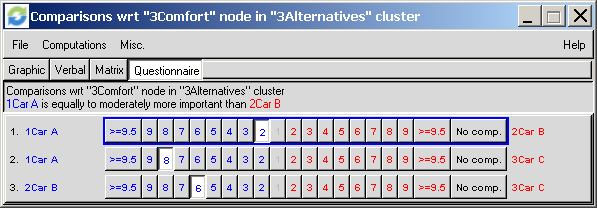 Comparisons wrt "3Comfort" node in "3Alternatives" cluster
File Computations Misc. Help
Graphic Verbal Matrix Questionnaire
Comparisons wrt "3Comfort" node in "3Alternatives" cluster
1Car A is equally to moderately more important than 2Car B
1. 1Car A >=9.5 9 8 7 6 5 4 3 2 1 2 3 4 5 6 7 8 9 >=9.5 No comp. 2Car B
2. 1Car A >=9.5 9 8 7 6 5 4 3 2 1 2 3 4 5 6 7 8 9 >=9.5 No comp. 3Car C
3. 2Car B >=9.5 9 8 7 6 5 4 3 2 1 2 3 4 5 6 7 8 9 >=9.5 No comp. 3Car C